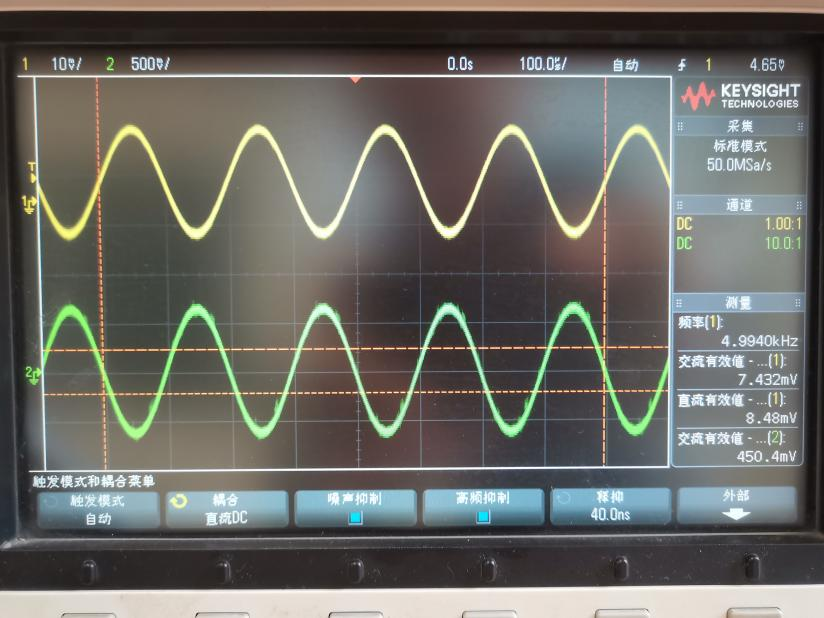 1 10mV/ 2 500mV/ 0.0s 100.0us/ 自动 1 4.65mV
KEYSIGHT
TECHNOLOGIES
采集
标准模式
50.0MSa/s
T
1
通道
DC 1.00:1
DC 10.0:1
测量
频率(1):
4.9940kHz
交流有效值 - ...(1):
7.432mV
直流有效值 - ...(1):
8.48mV
交流有效值 - ...(2):
450.4mV
2
触发模式和耦合菜单
触发模式
自动
耦合
直流DC
噪声抑制
高频抑制
释抑
40.0ns
外部